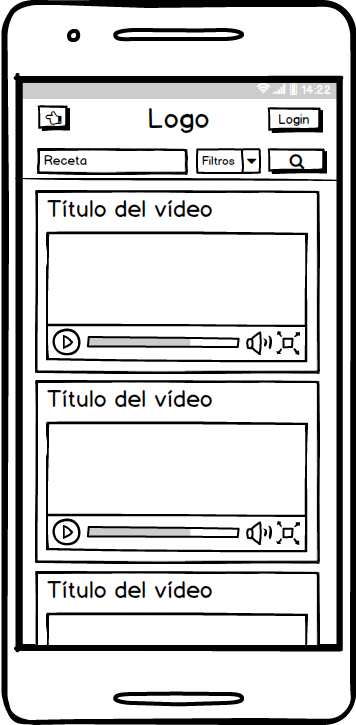 14:22
Logo
Login
Receta
Filtros
Título del vídeo
Título del vídeo
Título del vídeo